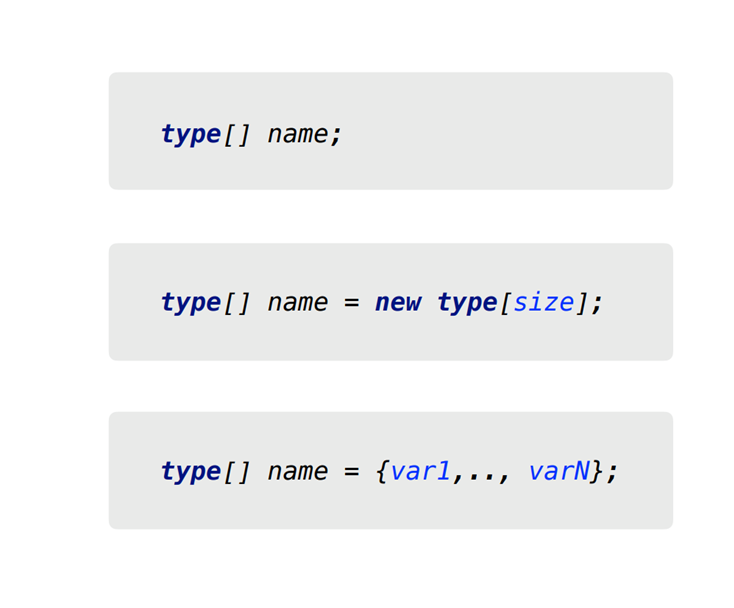 type[] name;
type[] name = new type[size];
type[] name = {var1,.., varN};